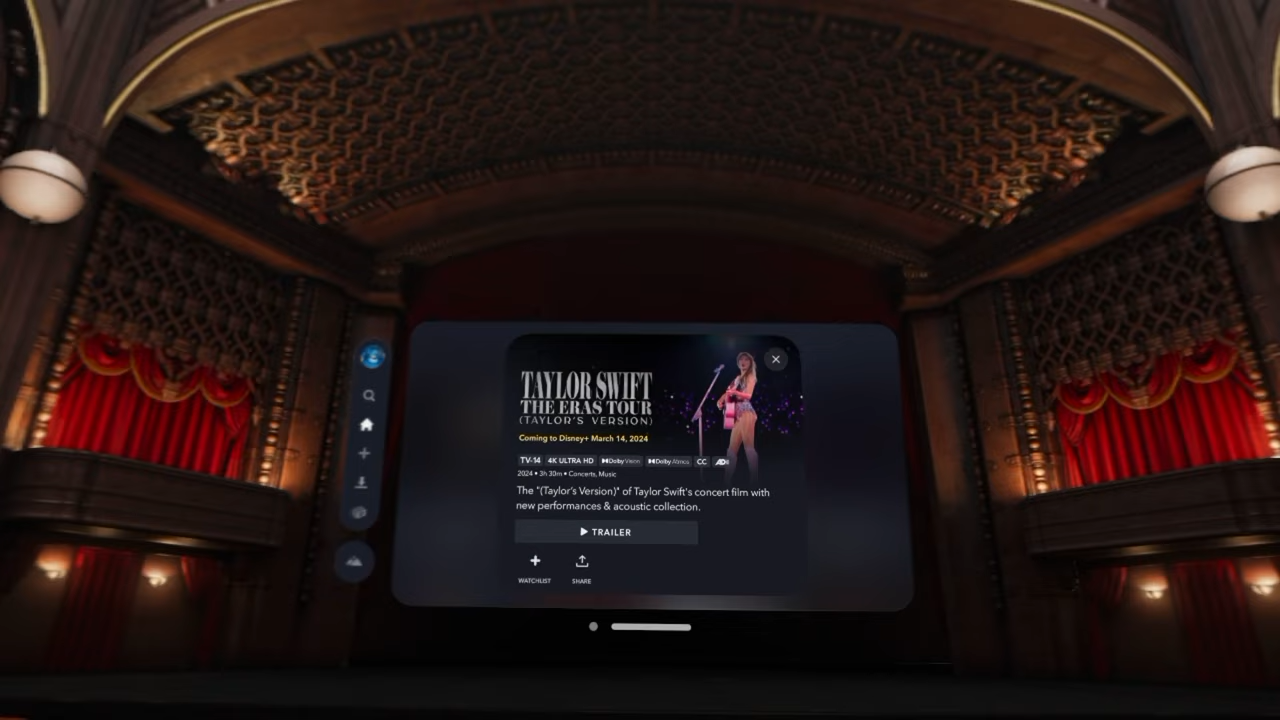 TAYLOR SWIFT
THE ERAS TOUR
(TAYLOR'S VERSION)
Coming to Disney+ March 14, 2024
TV-14 4K ULTRA HD Dolby Vision Dolby Atmos CC AD
2024 • 3h 30m • Concerts, Music
The "(Taylor's Version)" of Taylor Swift's concert film with
new performances & acoustic collection.
TRAILER
WATCHLIST SHARE